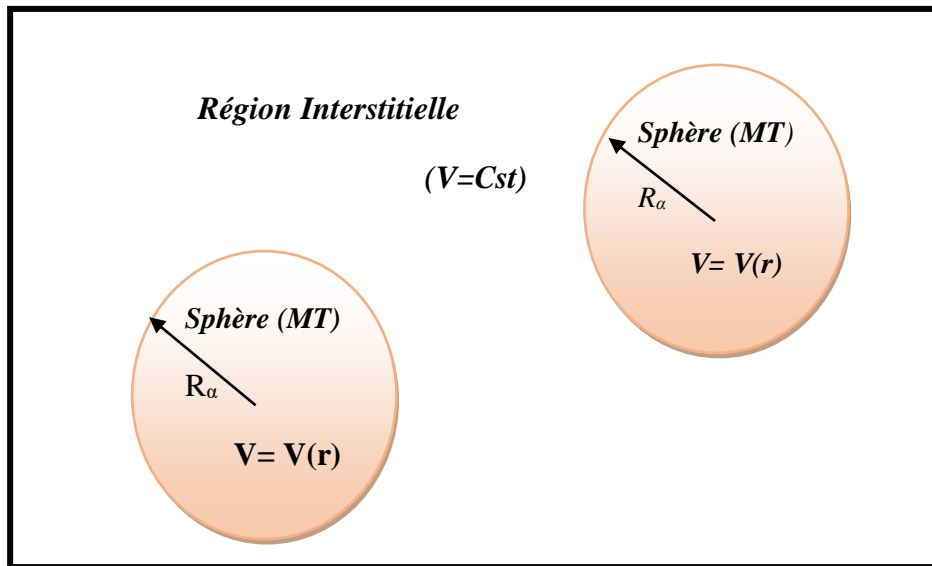 Région Interstitielle
(V=Cst)
Sphère (MT)
Rα
V= V(r)
Sphère (MT)
Rα
V= V(r)